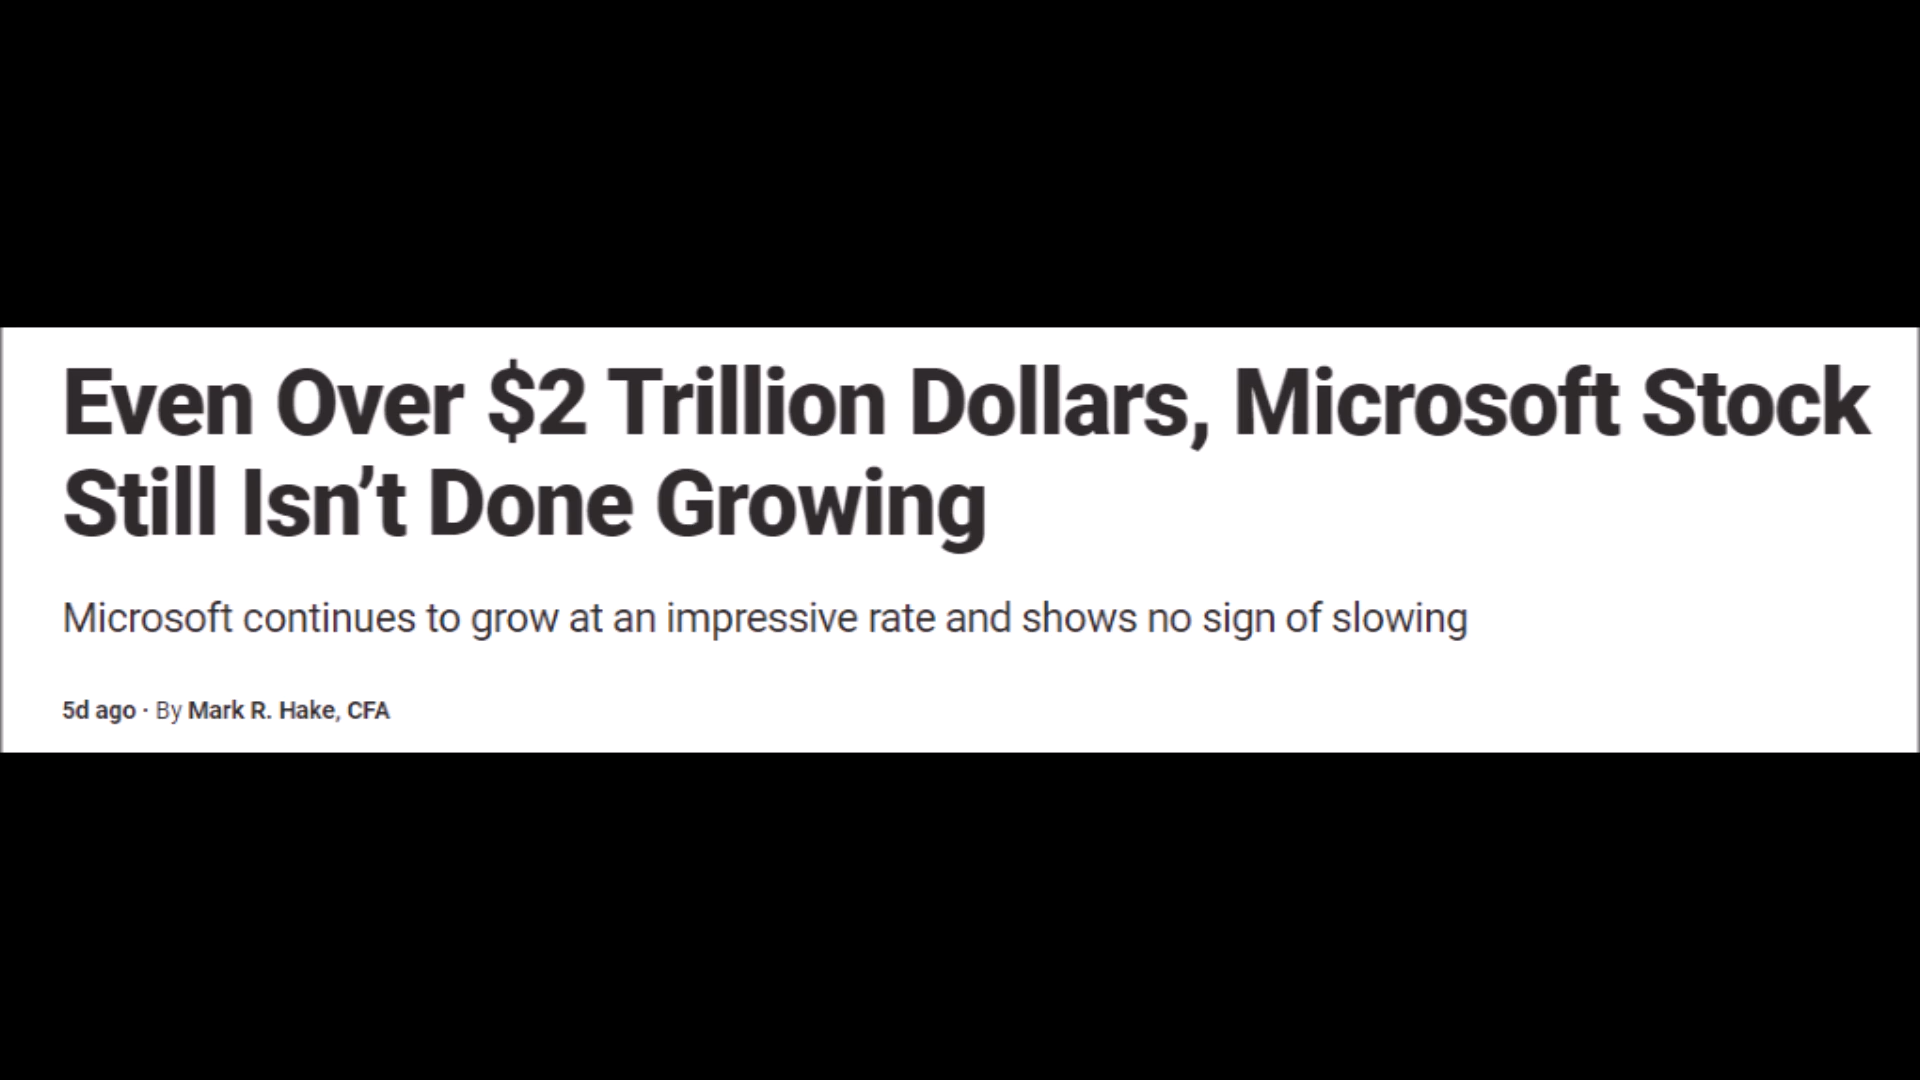 Even Over $2 Trillion Dollars, Microsoft Stock
Still Isn’t Done Growing
Microsoft continues to grow at an impressive rate and shows no sign of slowing
5d ago · By Mark R. Hake, CFA